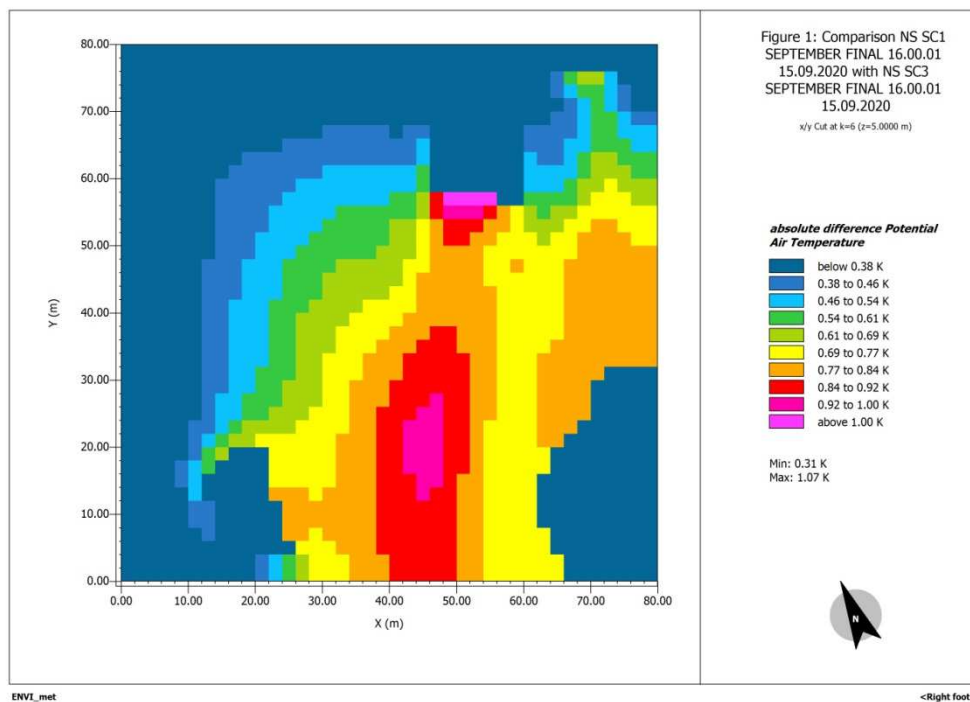 Figure 1: Comparison NS SC1
SEPTEMBER FINAL 16.00.01
15.09.2020 with NS SC3
SEPTEMBER FINAL 16.00.01
15.09.2020
x/y Cut at k=6 (z=5.0000 m)
absolute difference Potential
Air Temperature
below 0.38 K
0.38 to 0.46 K
0.46 to 0.54 K
0.54 to 0.61 K
0.61 to 0.69 K
0.69 to 0.77 K
0.77 to 0.84 K
0.84 to 0.92 K
0.92 to 1.00 K
above 1.00 K
Min: 0.31 K
Max: 1.07 K
N
80.00
70.00
60.00
50.00
40.00
30.00
20.00
10.00
0.00
Y (m)
0.00 10.00 20.00 30.00 40.00 50.00 60.00 70.00 80.00
X (m)
ENVI_met
<Right foot